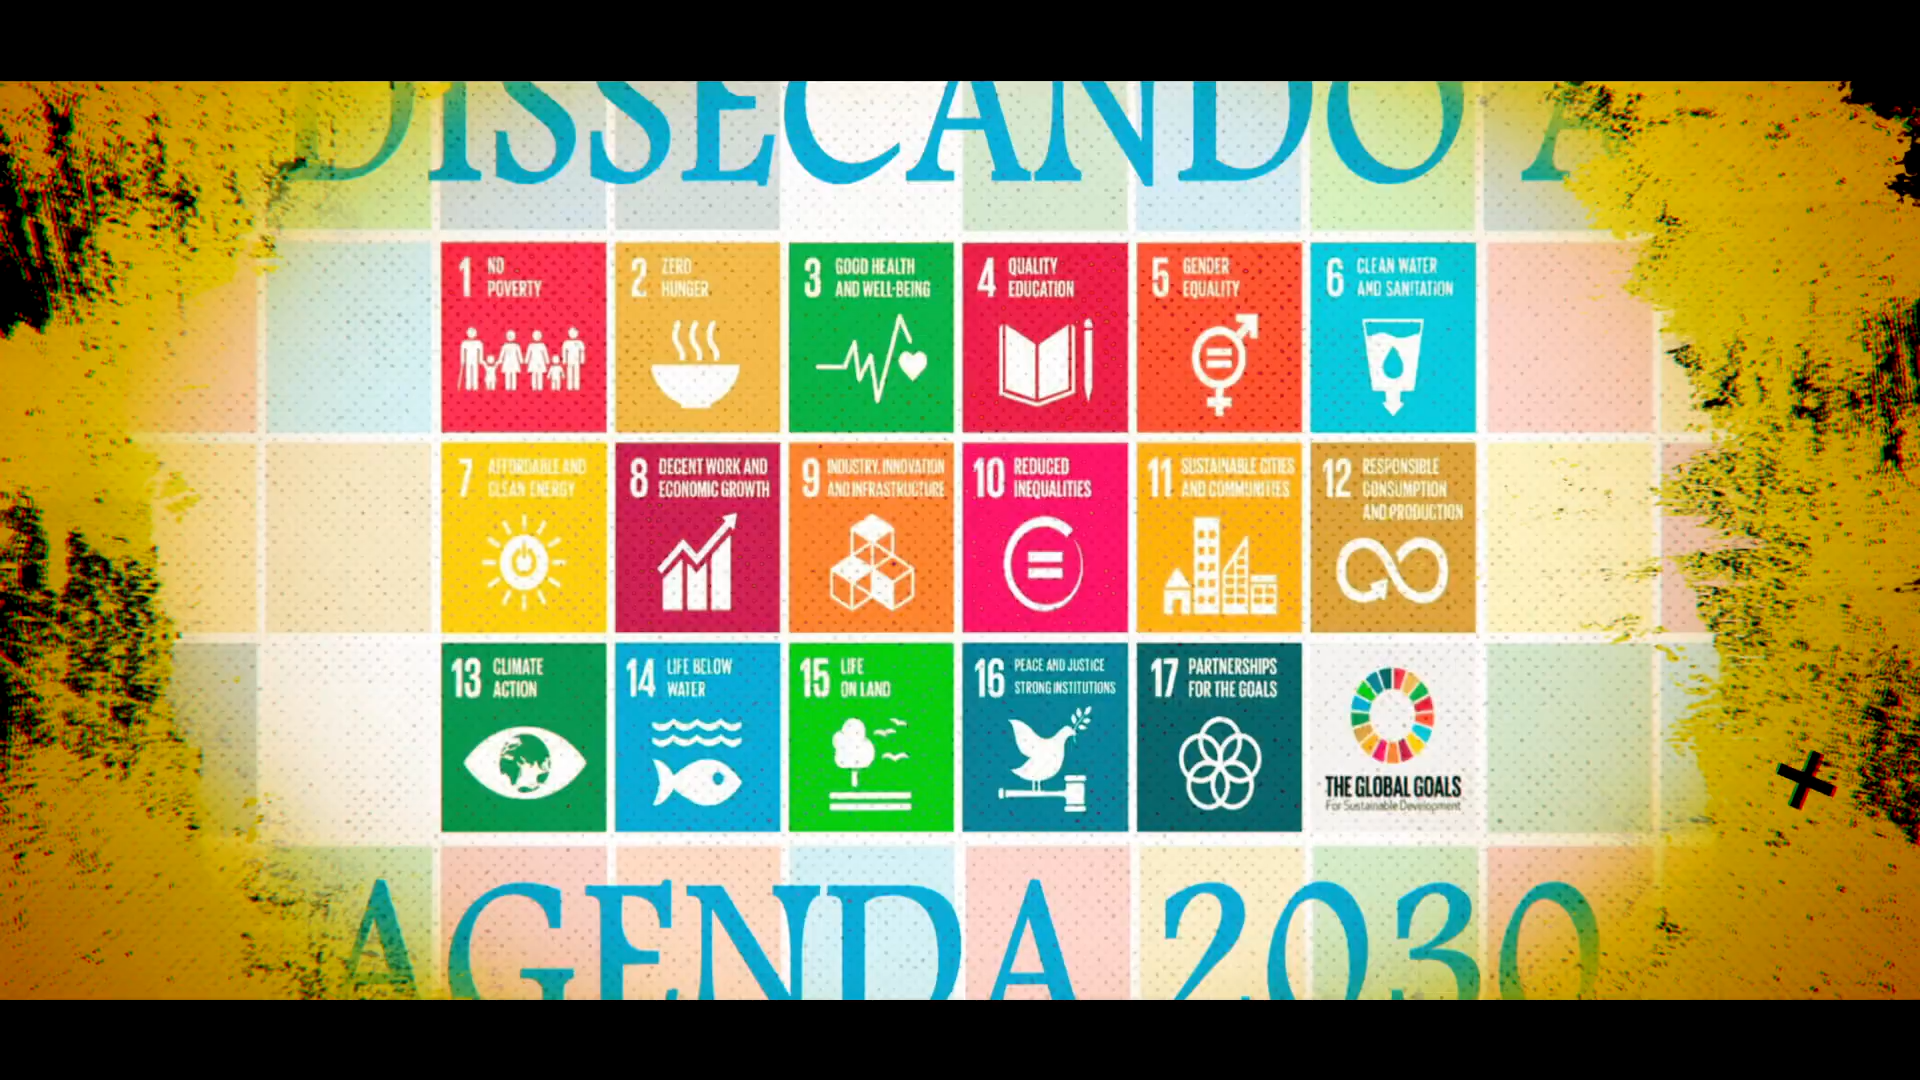 DISSECANDO A
1 NO
POVERTY
2 ZERO
HUNGER
3 GOOD HEALTH
AND WELL-BEING
4 QUALITY
EDUCATION
5 GENDER
EQUALITY
6 CLEAN WATER
AND SANITATION
7 AFFORDABLE AND
CLEAN ENERGY
8 DECENT WORK AND
ECONOMIC GROWTH
9 INDUSTRY, INNOVATION
AND INFRASTRUCTURE
10 REDUCED
INEQUALITIES
11 SUSTAINABLE CITIES
AND COMMUNITIES
12 RESPONSIBLE
CONSUMPTION
AND PRODUCTION
13 CLIMATE
ACTION
14 LIFE BELOW
WATER
15 LIFE
ON LAND
16 PEACE AND JUSTICE
STRONG INSTITUTIONS
17 PARTNERSHIPS
FOR THE GOALS
THE GLOBAL GOALS
For Sustainable Development
AGENDA 2030